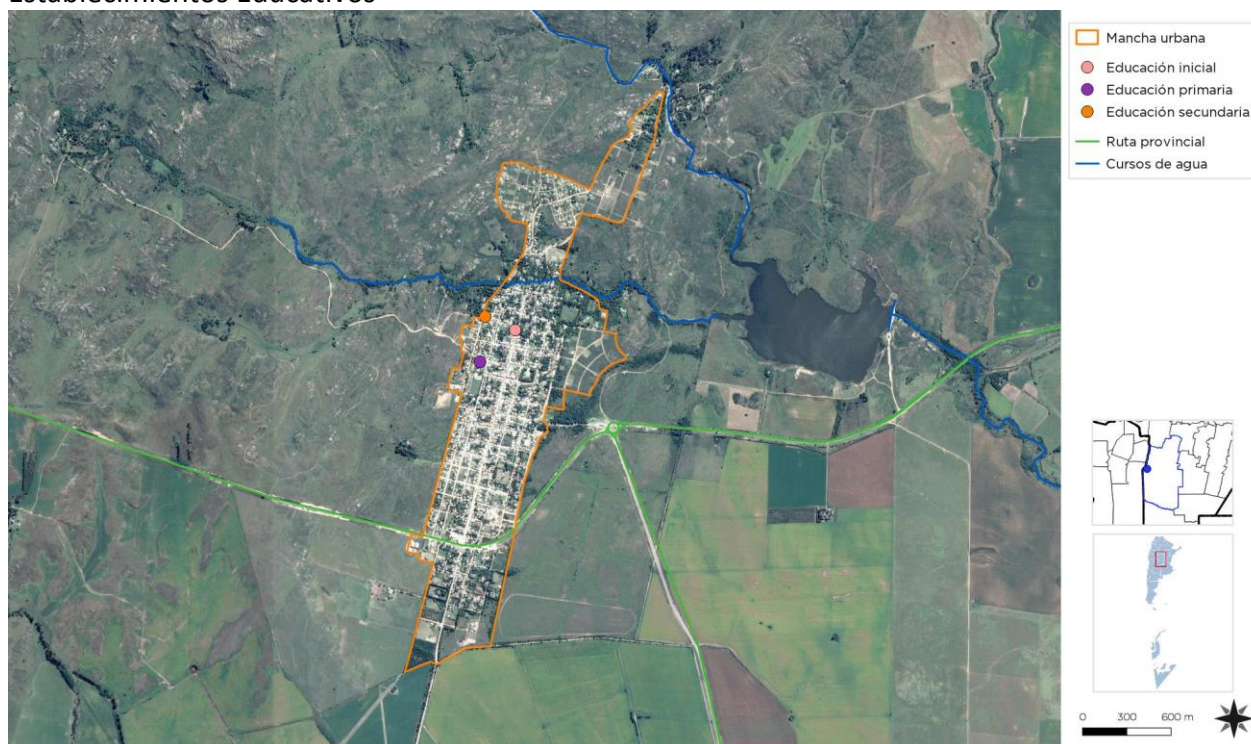 Establecimientos Educativos
Mancha urbana
Educación inicial
Educación primaria
Educación secundaria
Ruta provincial
Cursos de agua
0 300 600 m